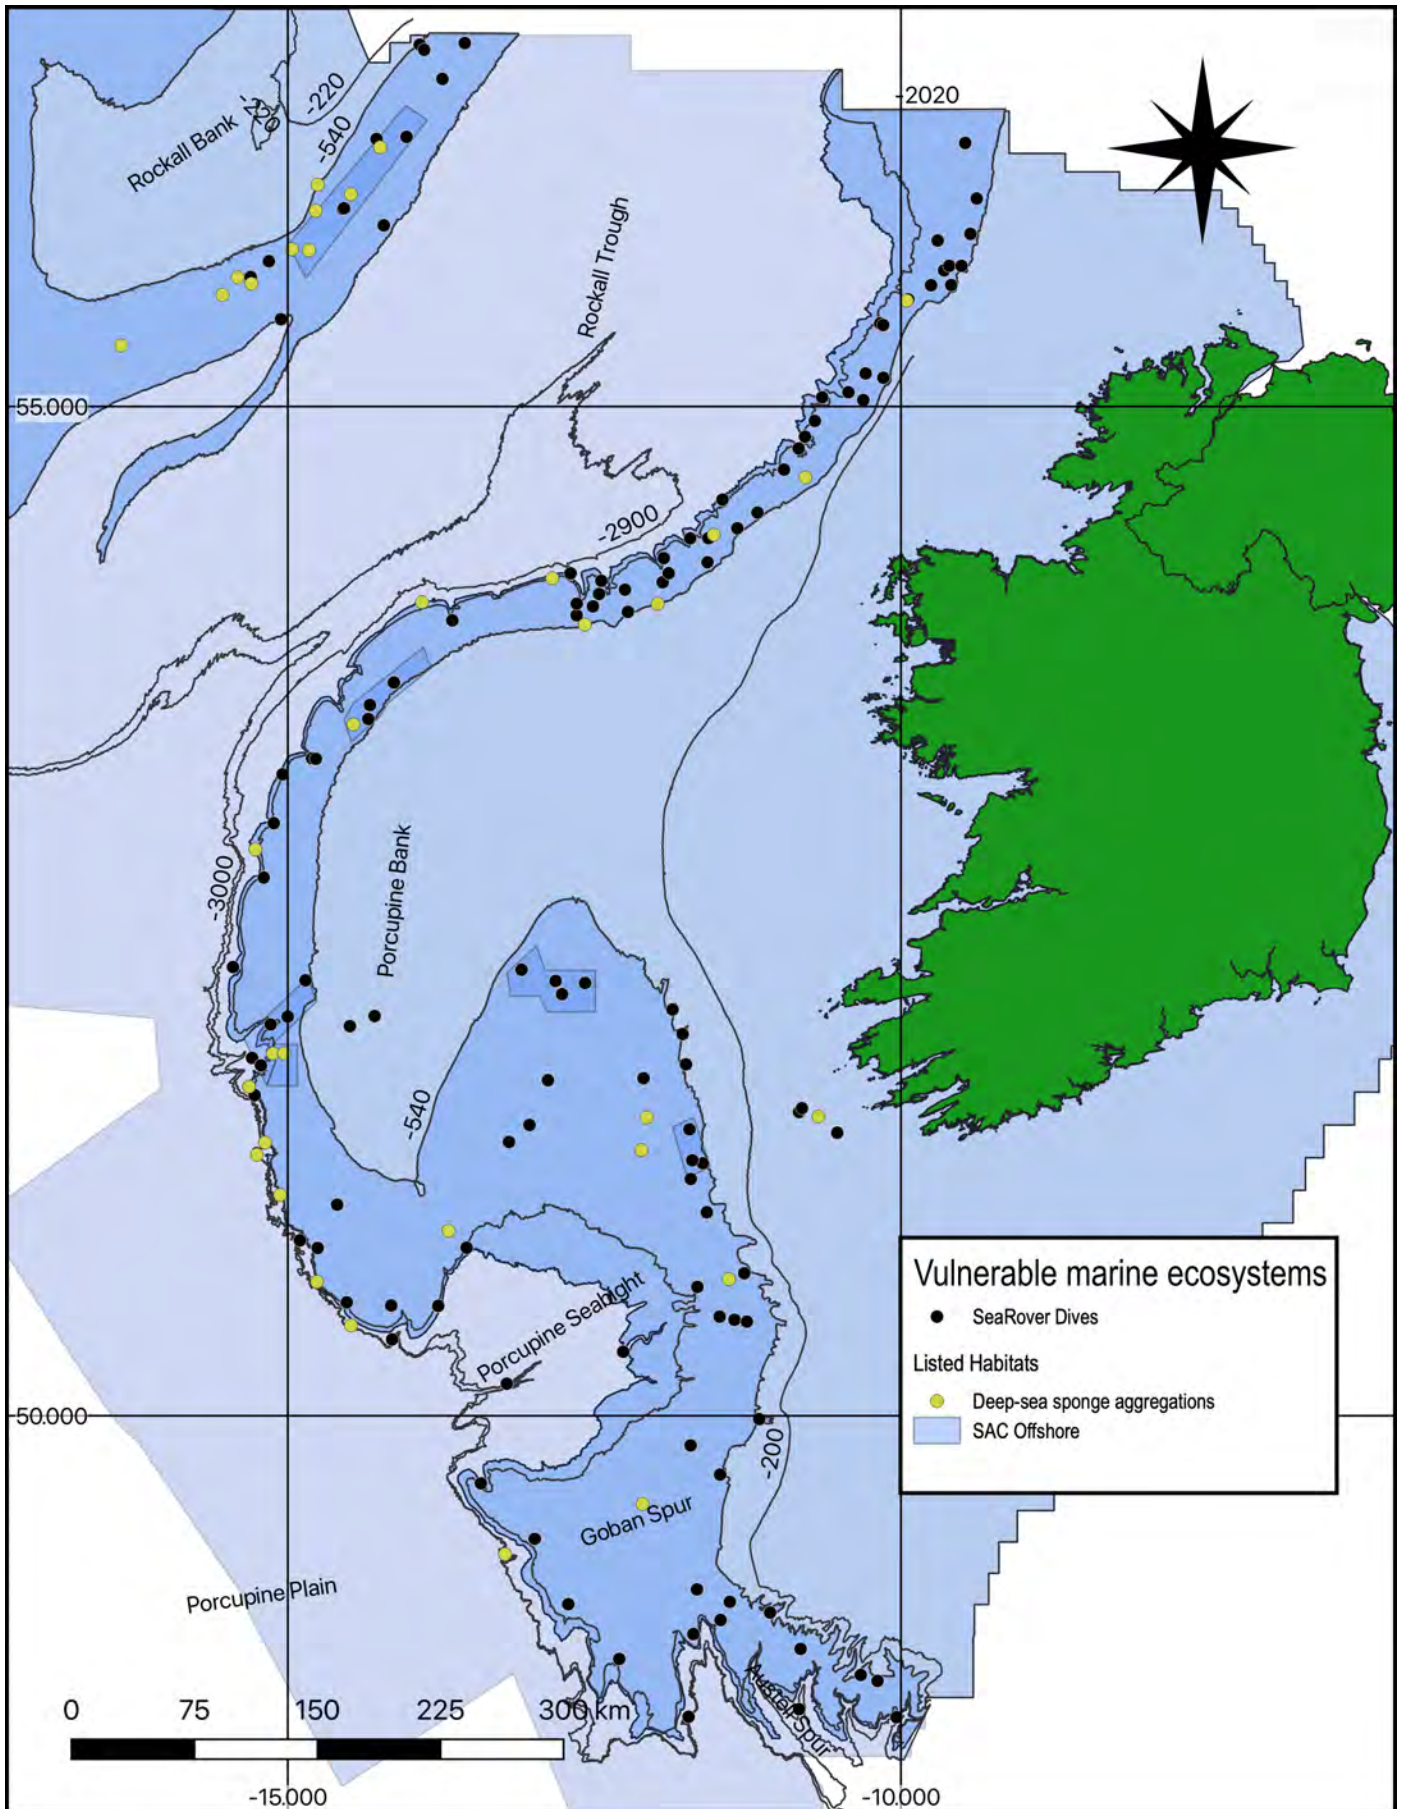 -220
-220
-540
Rockall Bank
-2020
Rockall Trough
55.000
-2900
-3000
Porcupine Bank
-540
Vulnerable marine ecosystems
SeaRover Dives
Listed Habitats
Deep-sea sponge aggregations
SAC Offshore
Porcupine Seabight
50.000
-200
Goban Spur
Porcupine Plain
Austell Spur
0 75 150 225 300 km
-15.000 -10.000